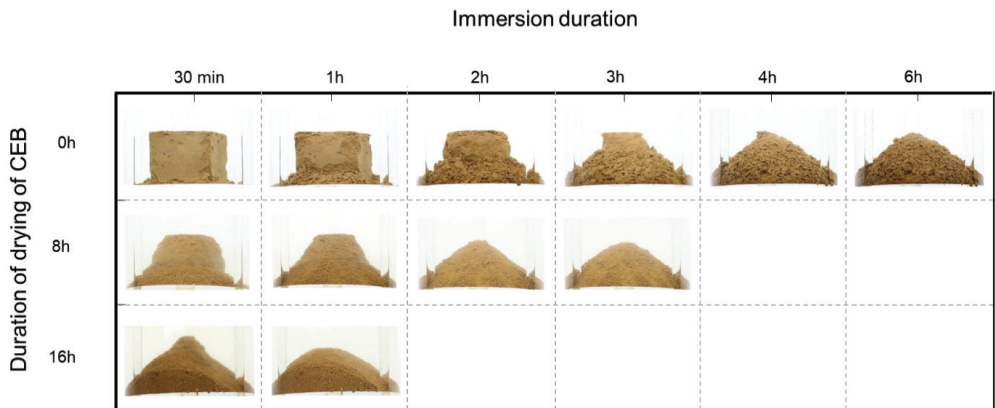 Immersion duration
30 min 1h 2h 3h 4h 6h
Duration of drying of CEB
0h
8h
16h